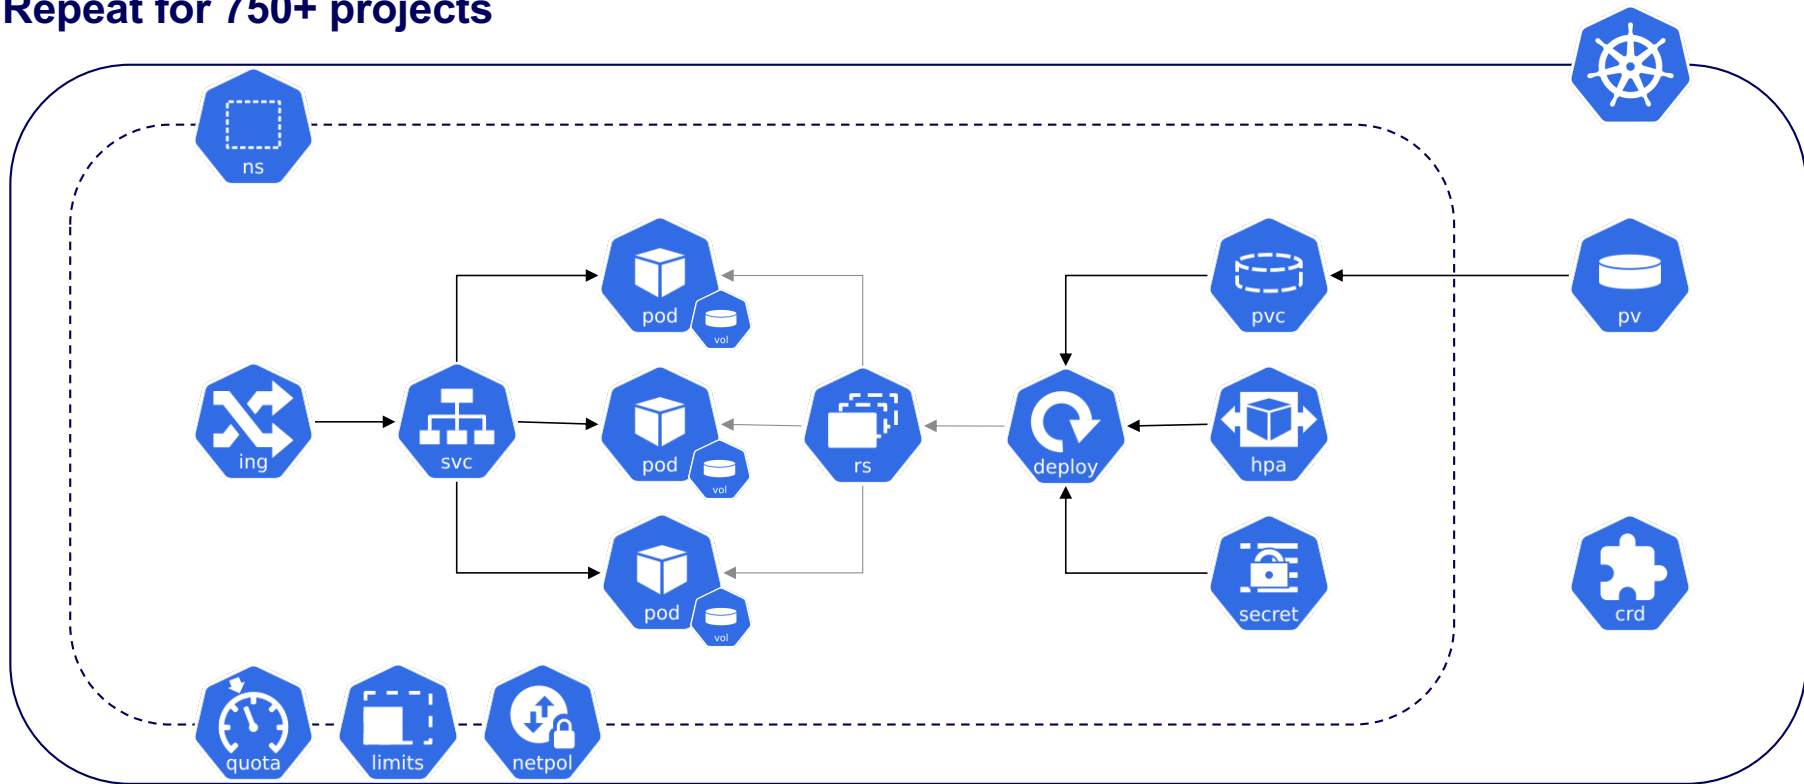 Repeat for 750+ projects
ns
pod
vol
pvc
pv
ing
svc
pod
vol
rs
deploy
hpa
pod
vol
secret
crd
quota
limits
netpol